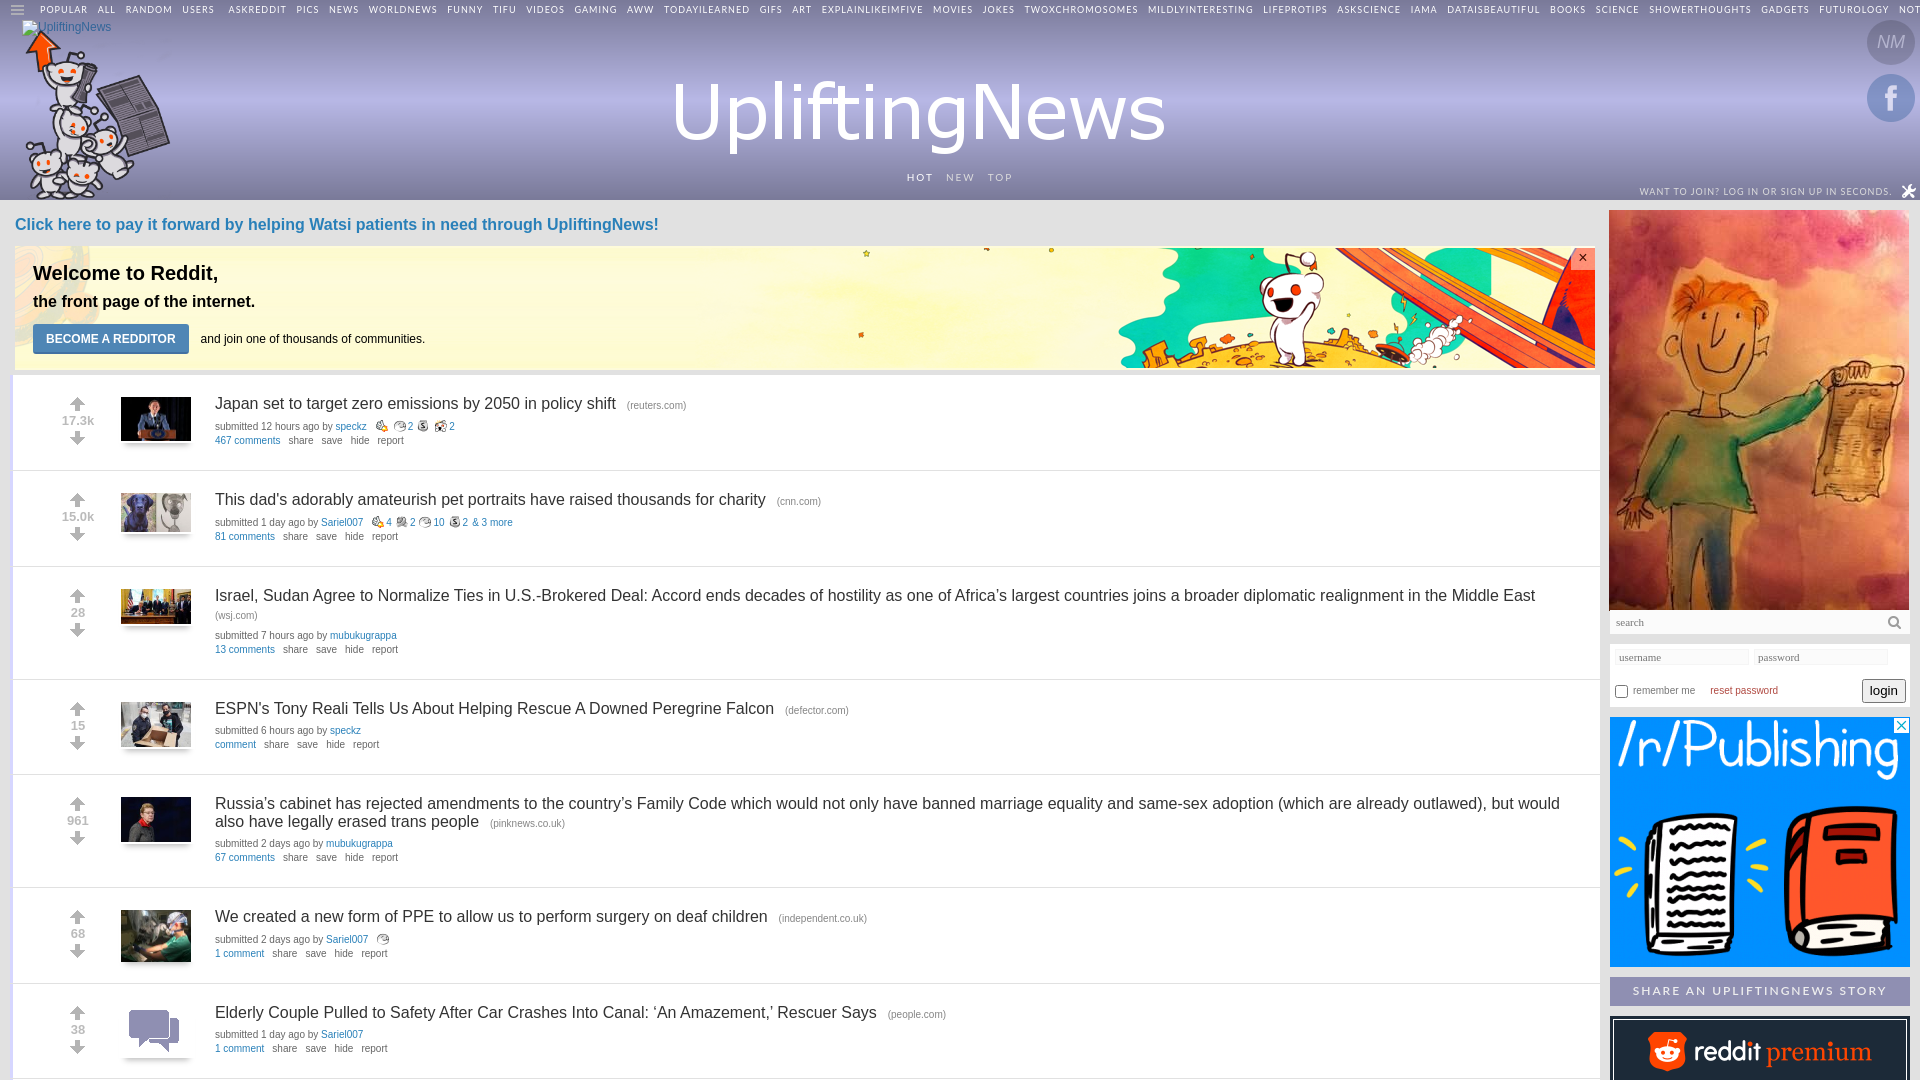 POPULAR ALL RANDOM USERS ASKREDDIT PICS NEWS WORLDNEWS FUNNY TIFU VIDEOS GAMING AWW TODAYILEARNED GIFS ART EXPLAINLIKEIMFIVE MOVIES JOKES TWOXCHROMOSOMES MILDLYINTERESTING LIFEPROTIPS ASKSCIENCE IAMA DATAISBEAUTIFUL BOOKS SCIENCE SHOWERTHOUGHTS GADGETS FUTUROLOGY NOT
UpliftingNews
NM
f
UpliftingNews
HOT NEW TOP
WANT TO JOIN? LOG IN OR SIGN UP IN SECONDS.
Click here to pay it forward by helping Watsi patients in need through UpliftingNews!
Welcome to Reddit,
×
the front page of the internet.
BECOME A REDDITOR and join one of thousands of communities.
17.3k
Japan set to target zero emissions by 2050 in policy shift (reuters.com)
submitted 12 hours ago by speckz 2 2
467 comments share save hide report
15.0k
This dad's adorably amateurish pet portraits have raised thousands for charity (cnn.com)
submitted 1 day ago by Sariel007 4 2 10 2 & 3 more
81 comments share save hide report
28
Israel, Sudan Agree to Normalize Ties in U.S.-Brokered Deal: Accord ends decades of hostility as one of Africa’s largest countries joins a broader diplomatic realignment in the Middle East
(wsj.com)
submitted 7 hours ago by mubukugrappa
13 comments share save hide report
15
ESPN's Tony Reali Tells Us About Helping Rescue A Downed Peregrine Falcon (defector.com)
submitted 6 hours ago by speckz
comment share save hide report
961
Russia’s cabinet has rejected amendments to the country’s Family Code which would not only have banned marriage equality and same-sex adoption (which are already outlawed), but would
also have legally erased trans people (pinknews.co.uk)
submitted 2 days ago by mubukugrappa
67 comments share save hide report
68
We created a new form of PPE to allow us to perform surgery on deaf children (independent.co.uk)
submitted 2 days ago by Sariel007
1 comment share save hide report
38
Elderly Couple Pulled to Safety After Car Crashes Into Canal: ‘An Amazement,’ Rescuer Says (people.com)
submitted 1 day ago by Sariel007
1 comment share save hide report
search
username password
remember me reset password login
/r/Publishing
SHARE AN UPLIFTINGNEWS STORY
reddit premium